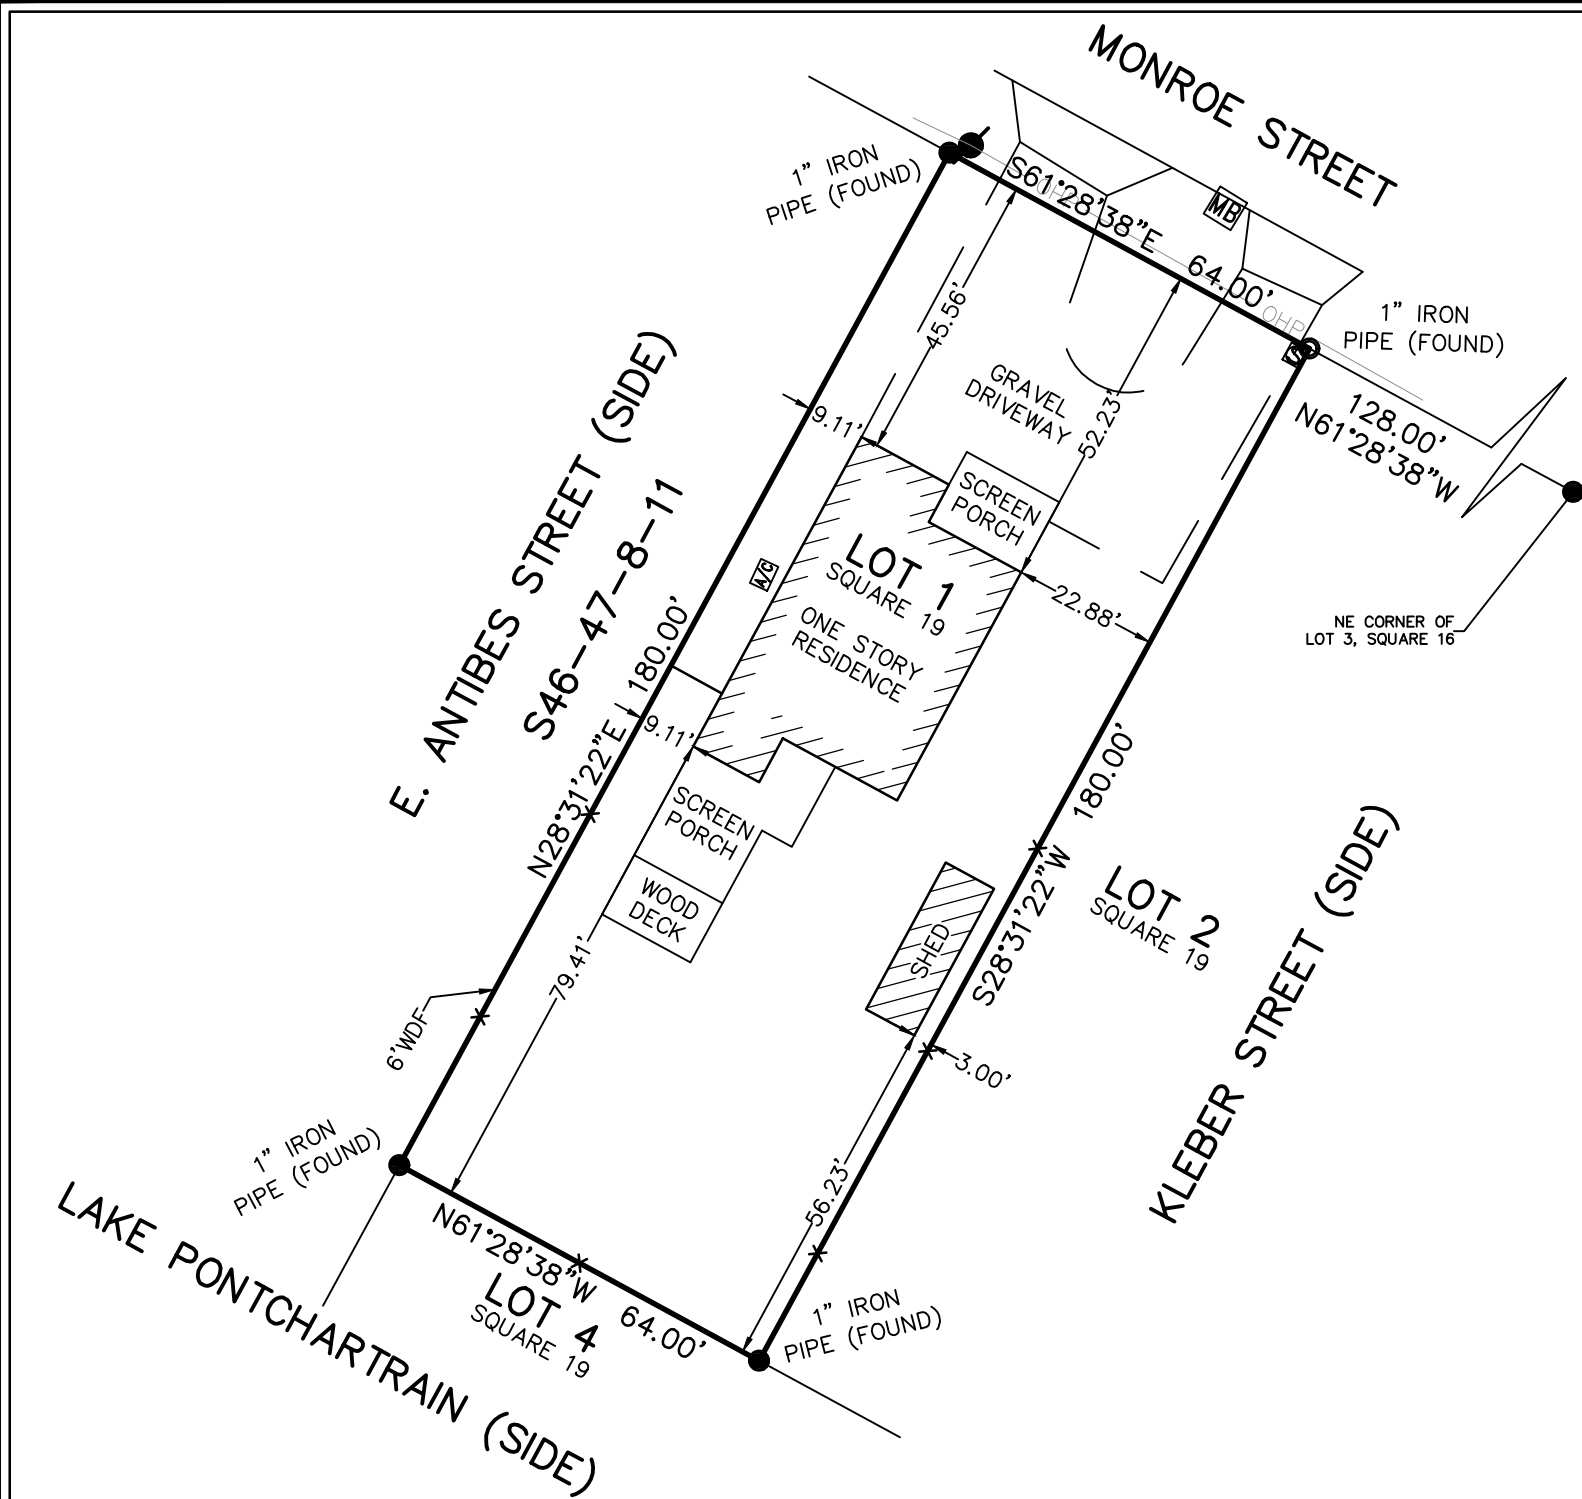 MONROE STREET
1" IRON
PIPE (FOUND)
S61°28'38"E 64.00'
OHP
MB
OHP
1" IRON
PIPE (FOUND)
S
128.00'
N61°28'38"W
45.56'
GRAVEL
DRIVEWAY
52.23'
9.11'
SCREEN
PORCH
E. ANTIBES STREET (SIDE)
S46-47-8-11
A/C
LOT 1
SQUARE 19
ONE STORY
RESIDENCE
22.88'
NE CORNER OF
LOT 3, SQUARE 16
N28°31'22"E 180.00'
9.11'
SCREEN
PORCH
WOOD
DECK
180.00'
S28°31'22"W
LOT 2
SQUARE 19
SHED
KLEBER STREET (SIDE)
79.41'
6'WDF
3.00'
1" IRON
PIPE (FOUND)
56.23'
N61°28'38"W 64.00'
LOT 4
SQUARE 19
1" IRON
PIPE (FOUND)
LAKE PONTCHARTRAIN (SIDE)